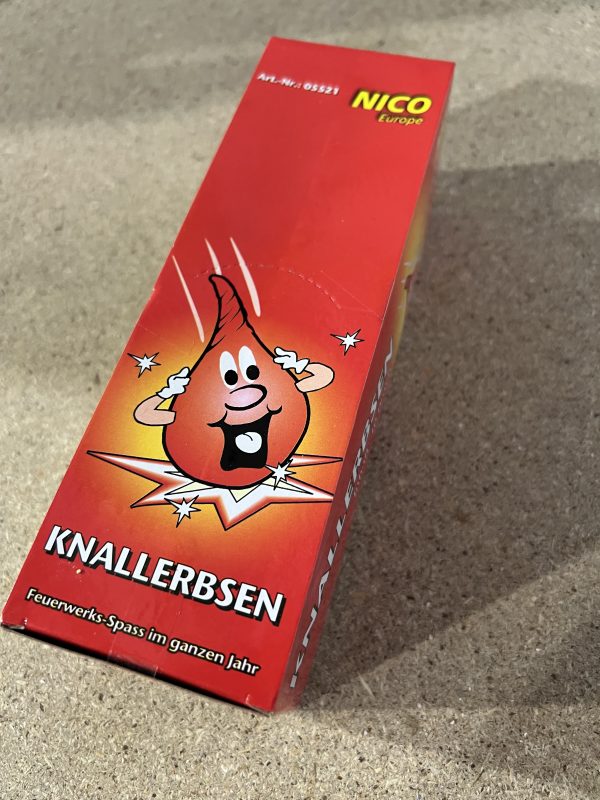 Art.-Nr.: 05521
NICO
Europe
KNALLERBSEN
Feuerwerks-Spass im ganzen Jahr
KNALLERBSEN